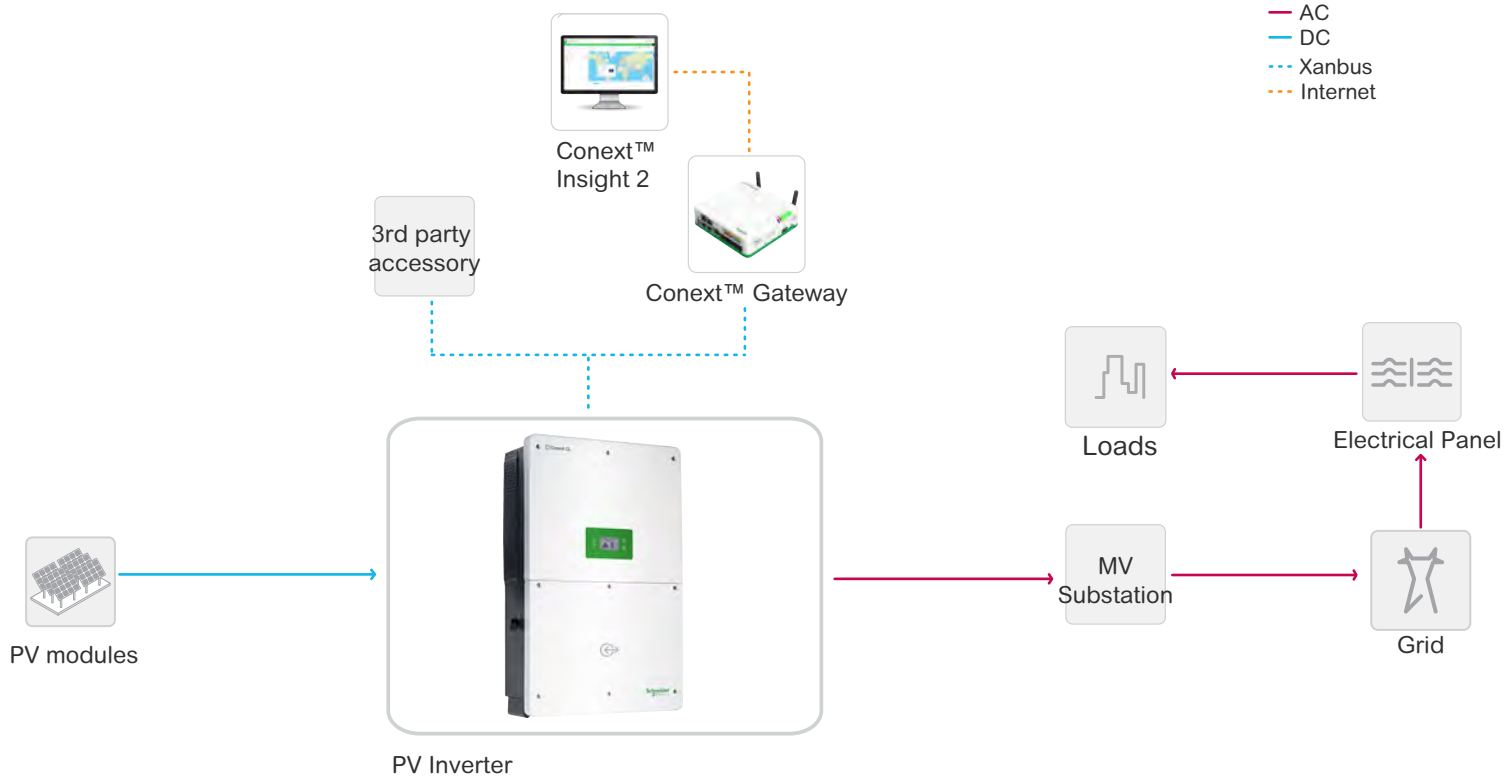 AC
DC
Xanbus
Internet
Conext™
Insight 2
3rd party
accessory
Conext™ Gateway
Loads
Electrical Panel
MV
Substation
Grid
PV modules
Schneider
PV Inverter